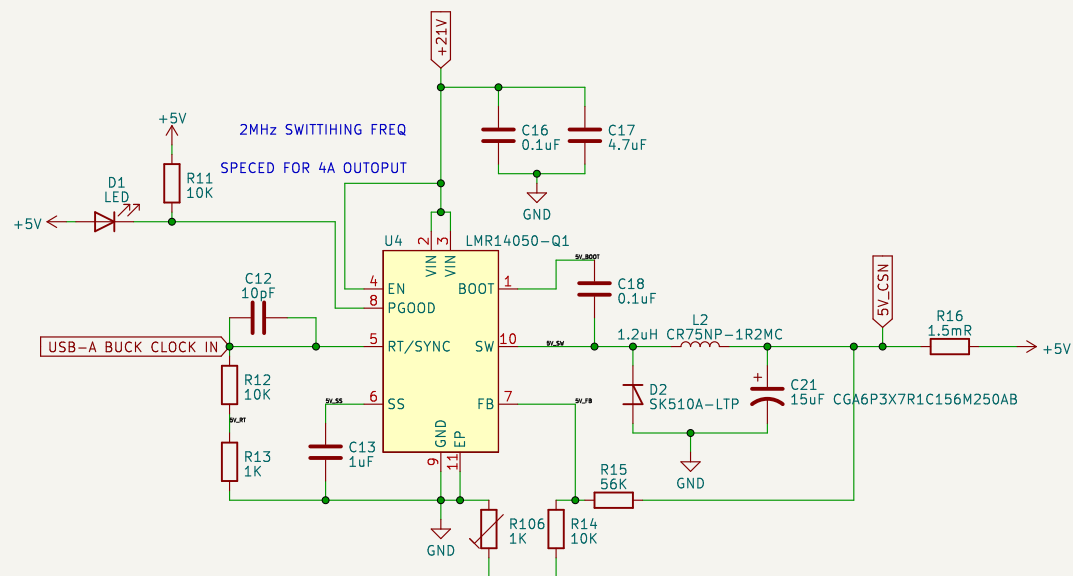 +21V
+5V
2MHz SWITTIHING FREQ
C16
0.1uF
C17
4.7uF
SPECED FOR 4A OUTOPUT
R11
10K
D1
LED
+5V
GND
U4
LMR14050-Q1
2
3
VIN
VIN
5V_BOOT
4
EN
BOOT
1
8
PGOOD
C18
0.1uF
5V_CSN
C12
10pF
L2
1.2uH CR75NP-1R2MC
R16
1.5mR
USB-A BUCK CLOCK IN
5
RT/SYNC
SW
10
5V_SW
+5V
R12
10K
D2
SK510A-LTP
+
C21
15uF CGA6P3X7R1C156M250AB
6
SS
5V_SS
FB
7
5V_FB
5V_RT
GND
EP
9
11
C13
1uF
R13
1K
GND
R15
56K
R106
1K
R14
10K
GND